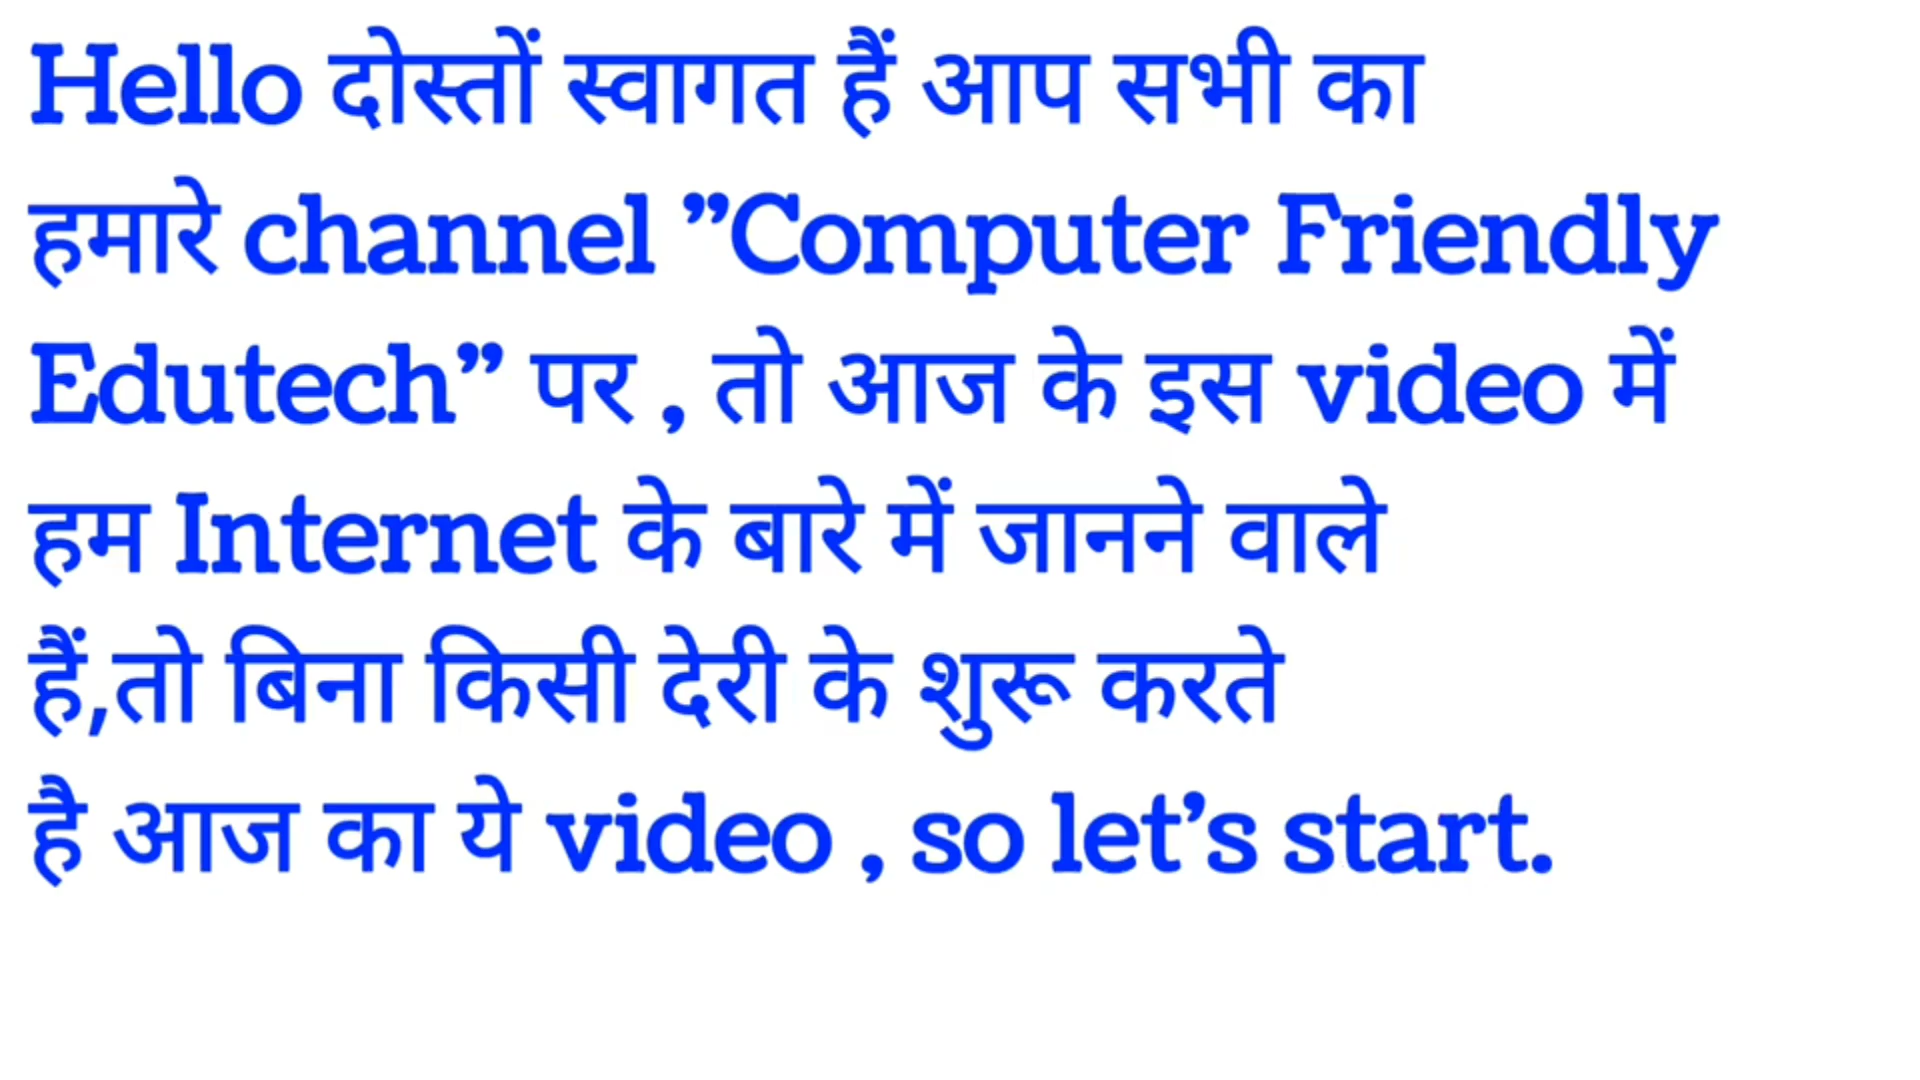 Hello दोस्तों स्वागत हैं आप सभी का
हमारे channel ”Computer Friendly
Edutech” पर , तो आज के इस video में
हम Internet के बारे में जानने वाले
हैं,तो बिना किसी देरी के शुरू करते
है आज का ये video , so let’s start.